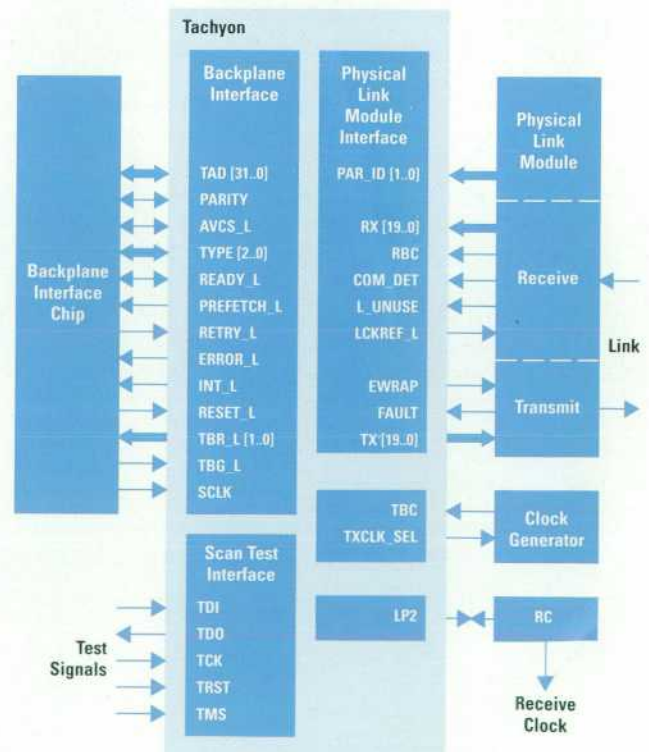 Tachyon
Backplane
Interface
TAD [31..0]
PARITY
AVCS_L
TYPE [2..0]
READY_L
PREFETCH_L
RETRY_L
ERROR_L
INT_L
RESET_L
TBR_L [1..0]
TBG_L
SCLK
Physical
Link
Module
Interface
PAR_ID [1..0]
RX [19..0]
RBC
COM_DET
L_UNUSE
LCKREF_L
EWRAP
FAULT
TX [19..0]
Physical
Link
Module
Receive
Transmit
Link
Backplane
Interface
Chip
TBC
TXCLK_SEL
Clock
Generator
Scan Test
Interface
TDI
TDO
TCK
TRST
TMS
Test
Signals
LP2
RC
Receive
Clock